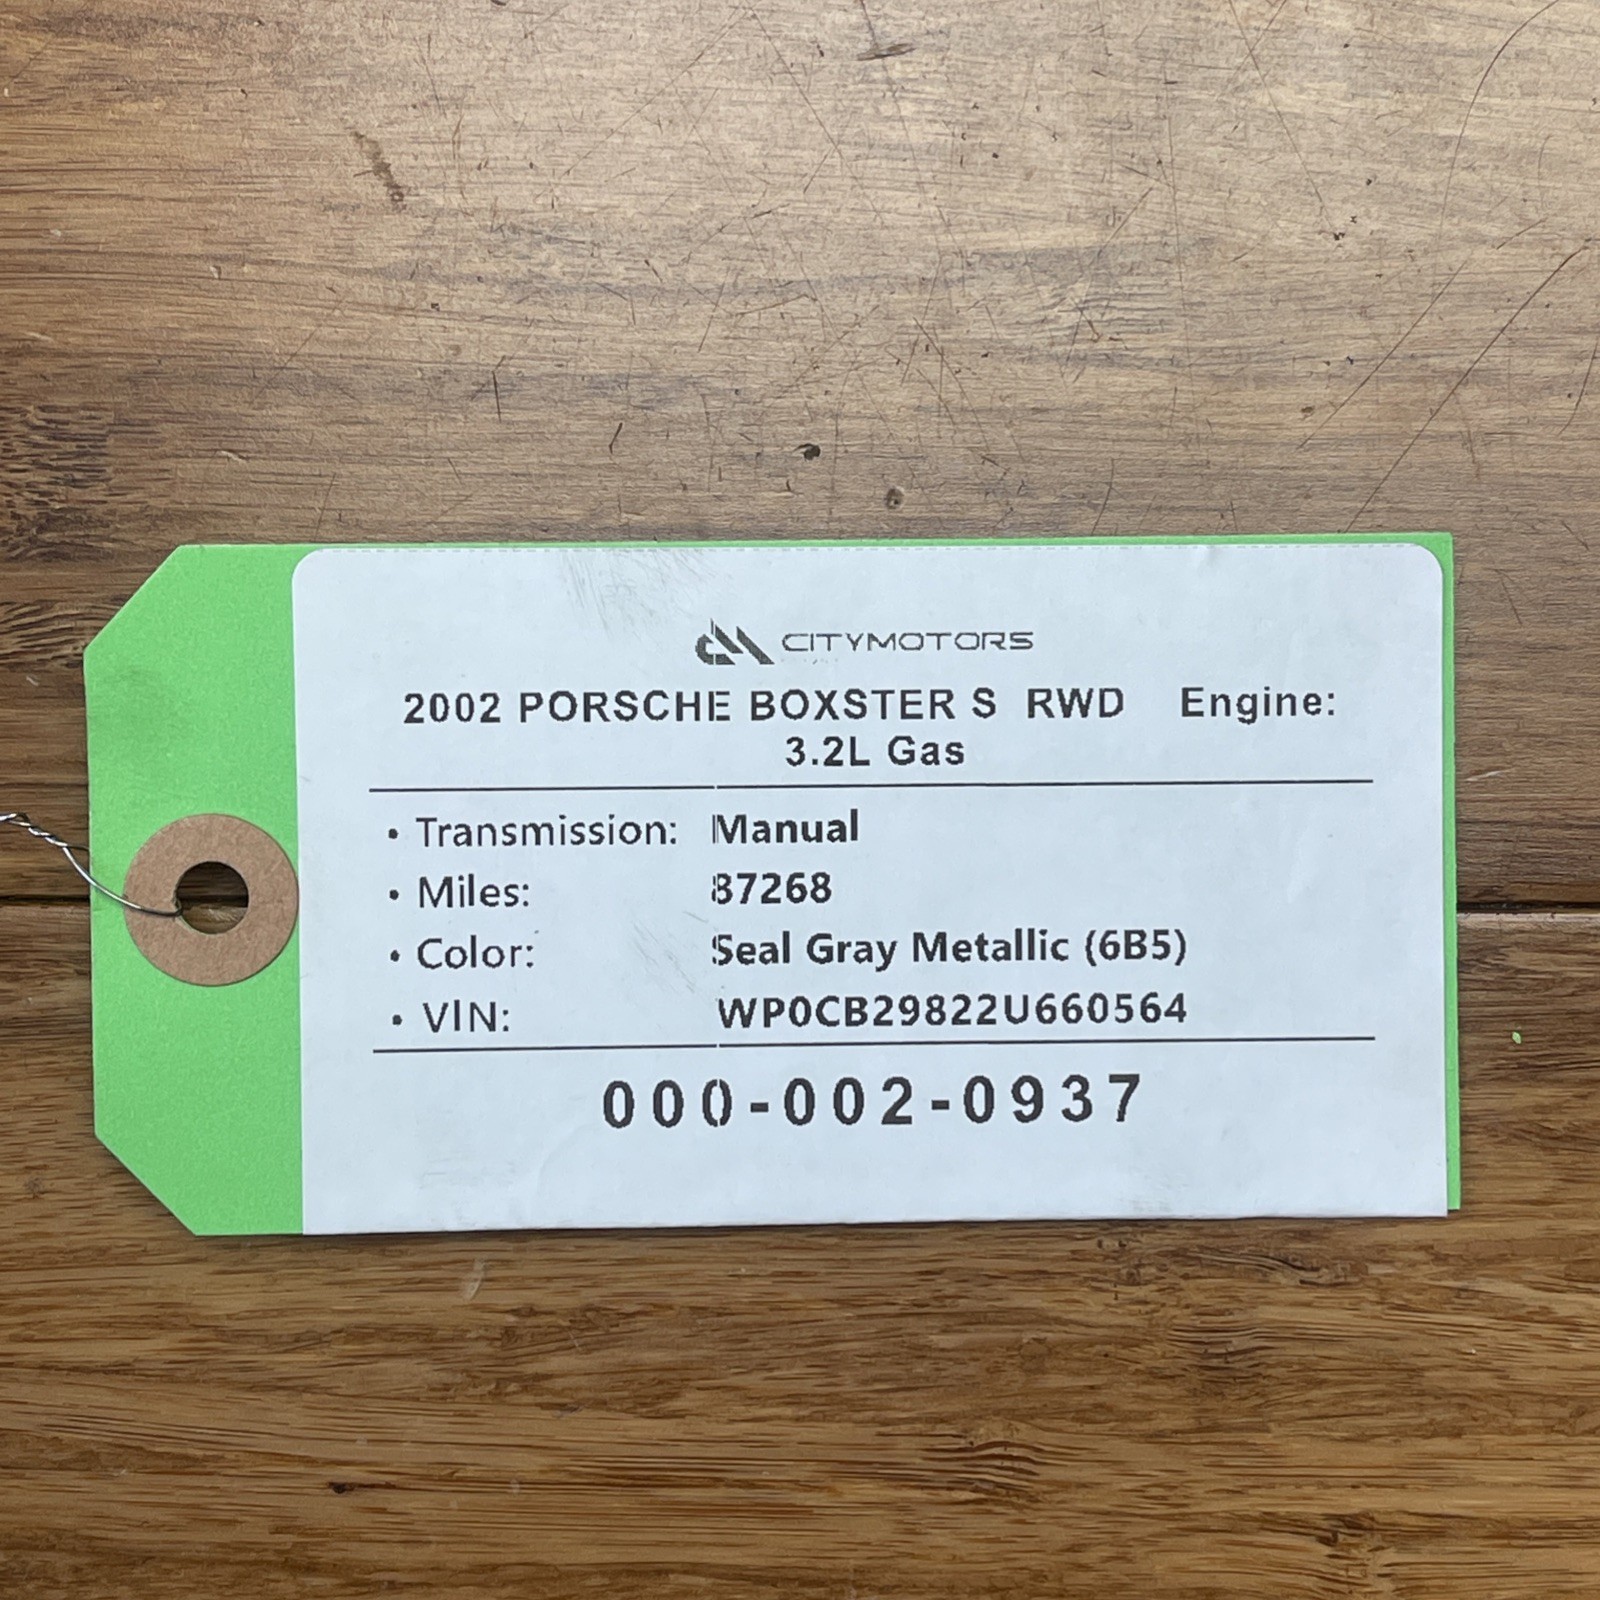 CITYMOTORS
2002 PORSCHE BOXSTER S RWD Engine:
3.2L Gas
• Transmission: Manual
• Miles: 87268
• Color: Seal Gray Metallic (6B5)
• VIN: WP0CB29822U660564
000-002-0937